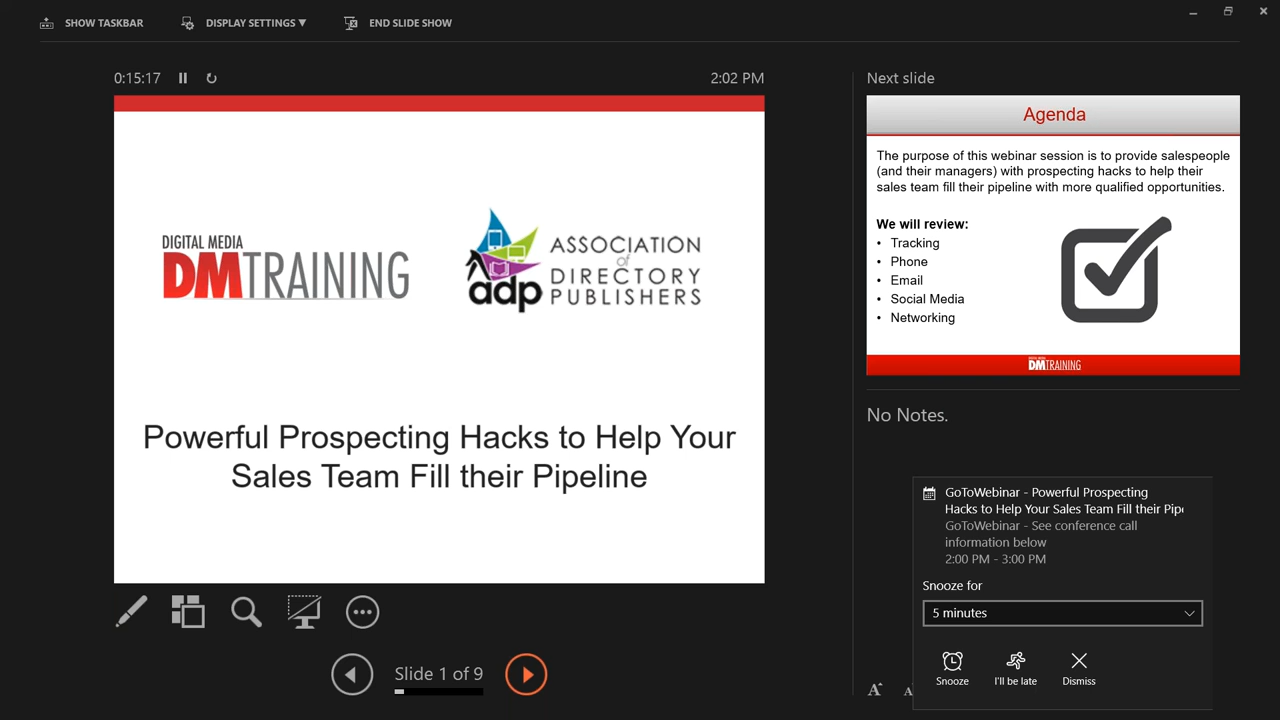 SHOW TASKBAR
DISPLAY SETTINGS ▼
END SLIDE SHOW
0:15:17
2:02 PM
DIGITAL MEDIA
DMTRAINING
adp
ASSOCIATION
of
DIRECTORY
PUBLISHERS
Powerful Prospecting Hacks to Help Your
Sales Team Fill their Pipeline
Slide 1 of 9
Next slide
Agenda
The purpose of this webinar session is to provide salespeople
(and their managers) with prospecting hacks to help their
sales team fill their pipeline with more qualified opportunities.
We will review:
• Tracking
• Phone
• Email
• Social Media
• Networking
DIGITAL MEDIA
DMTRAINING
No Notes.
GoToWebinar - Powerful Prospecting
Hacks to Help Your Sales Team Fill their Pipe
GoToWebinar - See conference call
information below
2:00 PM - 3:00 PM
Snooze for
5 minutes
Snooze
I'll be late
Dismiss
A
A